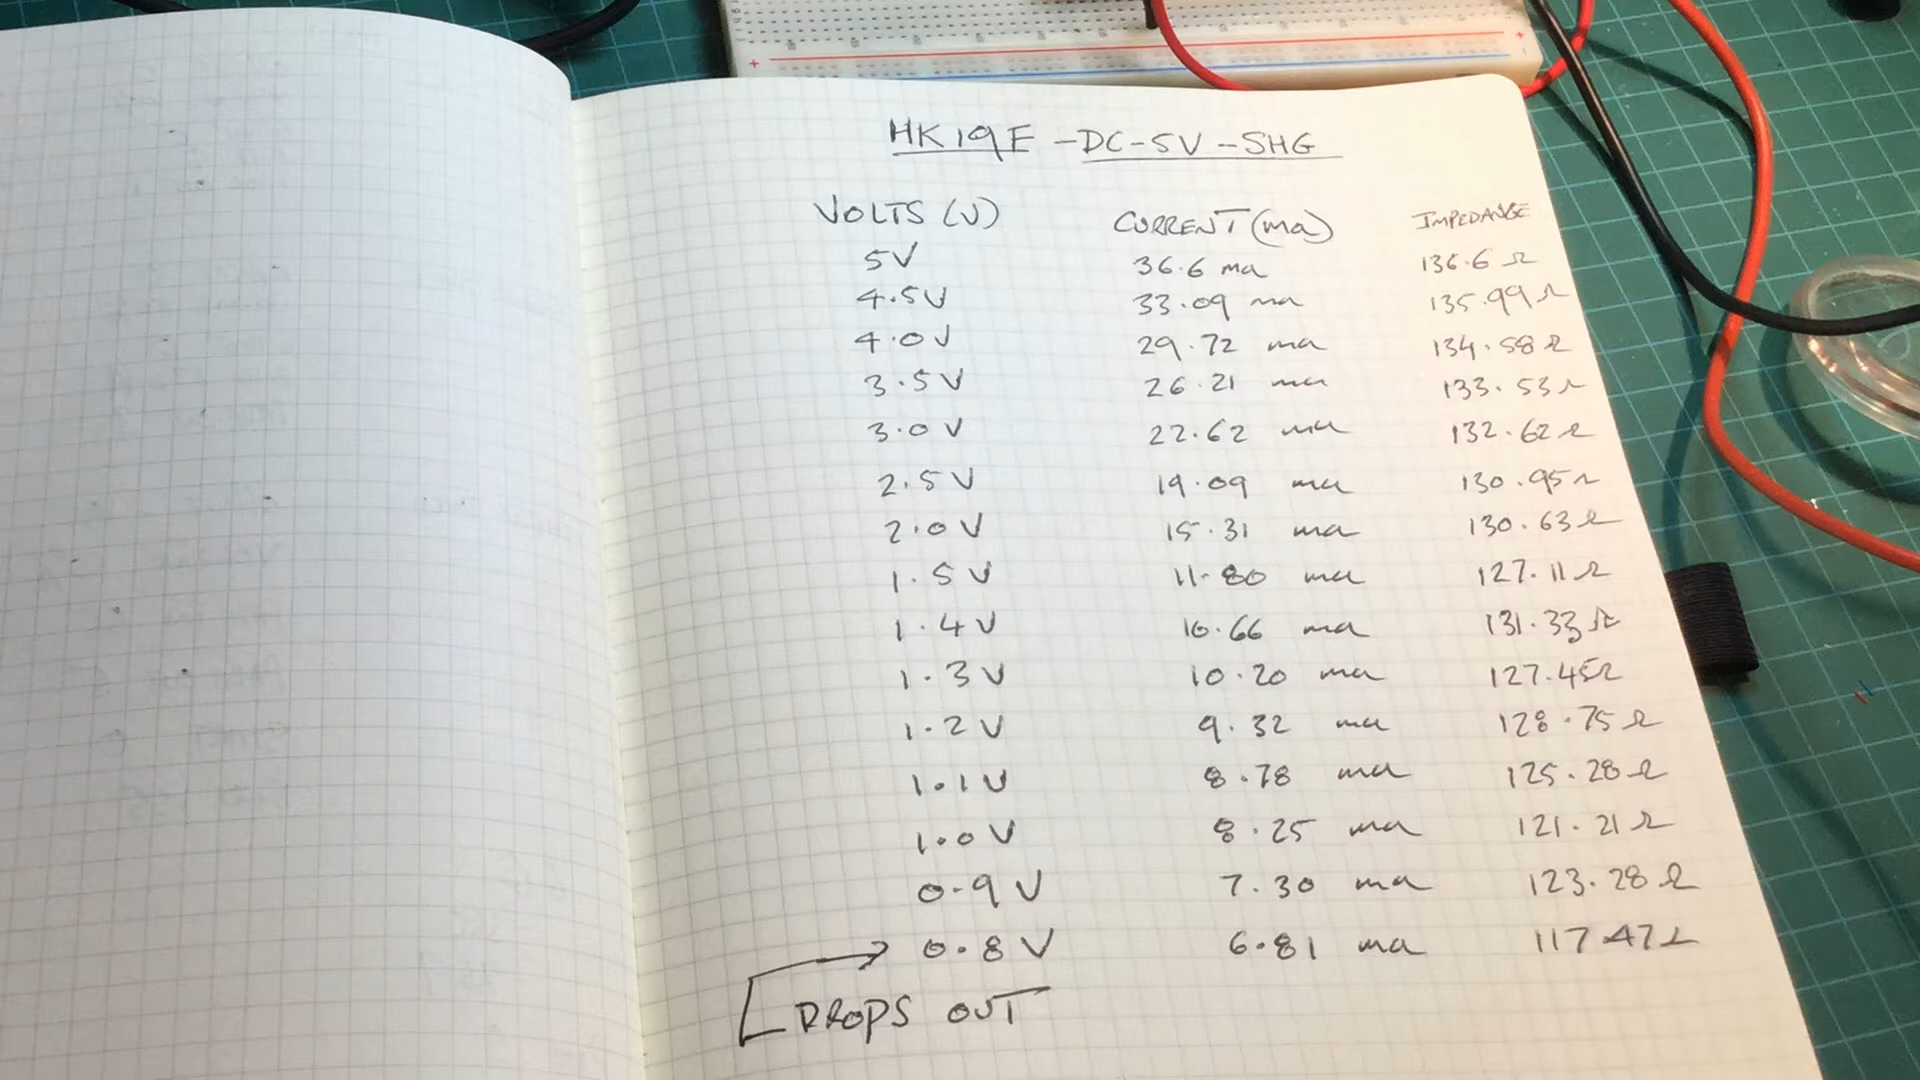 HK19E-DC-5V-SHG
VOLTS (V) CURRENT (ma) IMPEDANCE
5V 36.6 ma 136.6 Ω
4.5V 33.09 ma 135.99 Ω
4.0V 29.72 ma 134.58 Ω
3.5V 26.21 ma 133.53 Ω
3.0V 22.62 ma 132.62 Ω
2.5V 19.09 ma 130.95 Ω
2.0V 15.31 ma 130.63 Ω
1.5V 11.80 ma 127.11 Ω
1.4V 10.66 ma 131.33 Ω
1.3V 10.20 ma 127.45 Ω
1.2V 9.32 ma 128.75 Ω
1.1V 8.78 ma 125.28 Ω
1.0V 8.25 ma 121.21 Ω
0.9V 7.30 ma 123.28 Ω
0.8V 6.81 ma 117.47 Ω
DROPS OUT